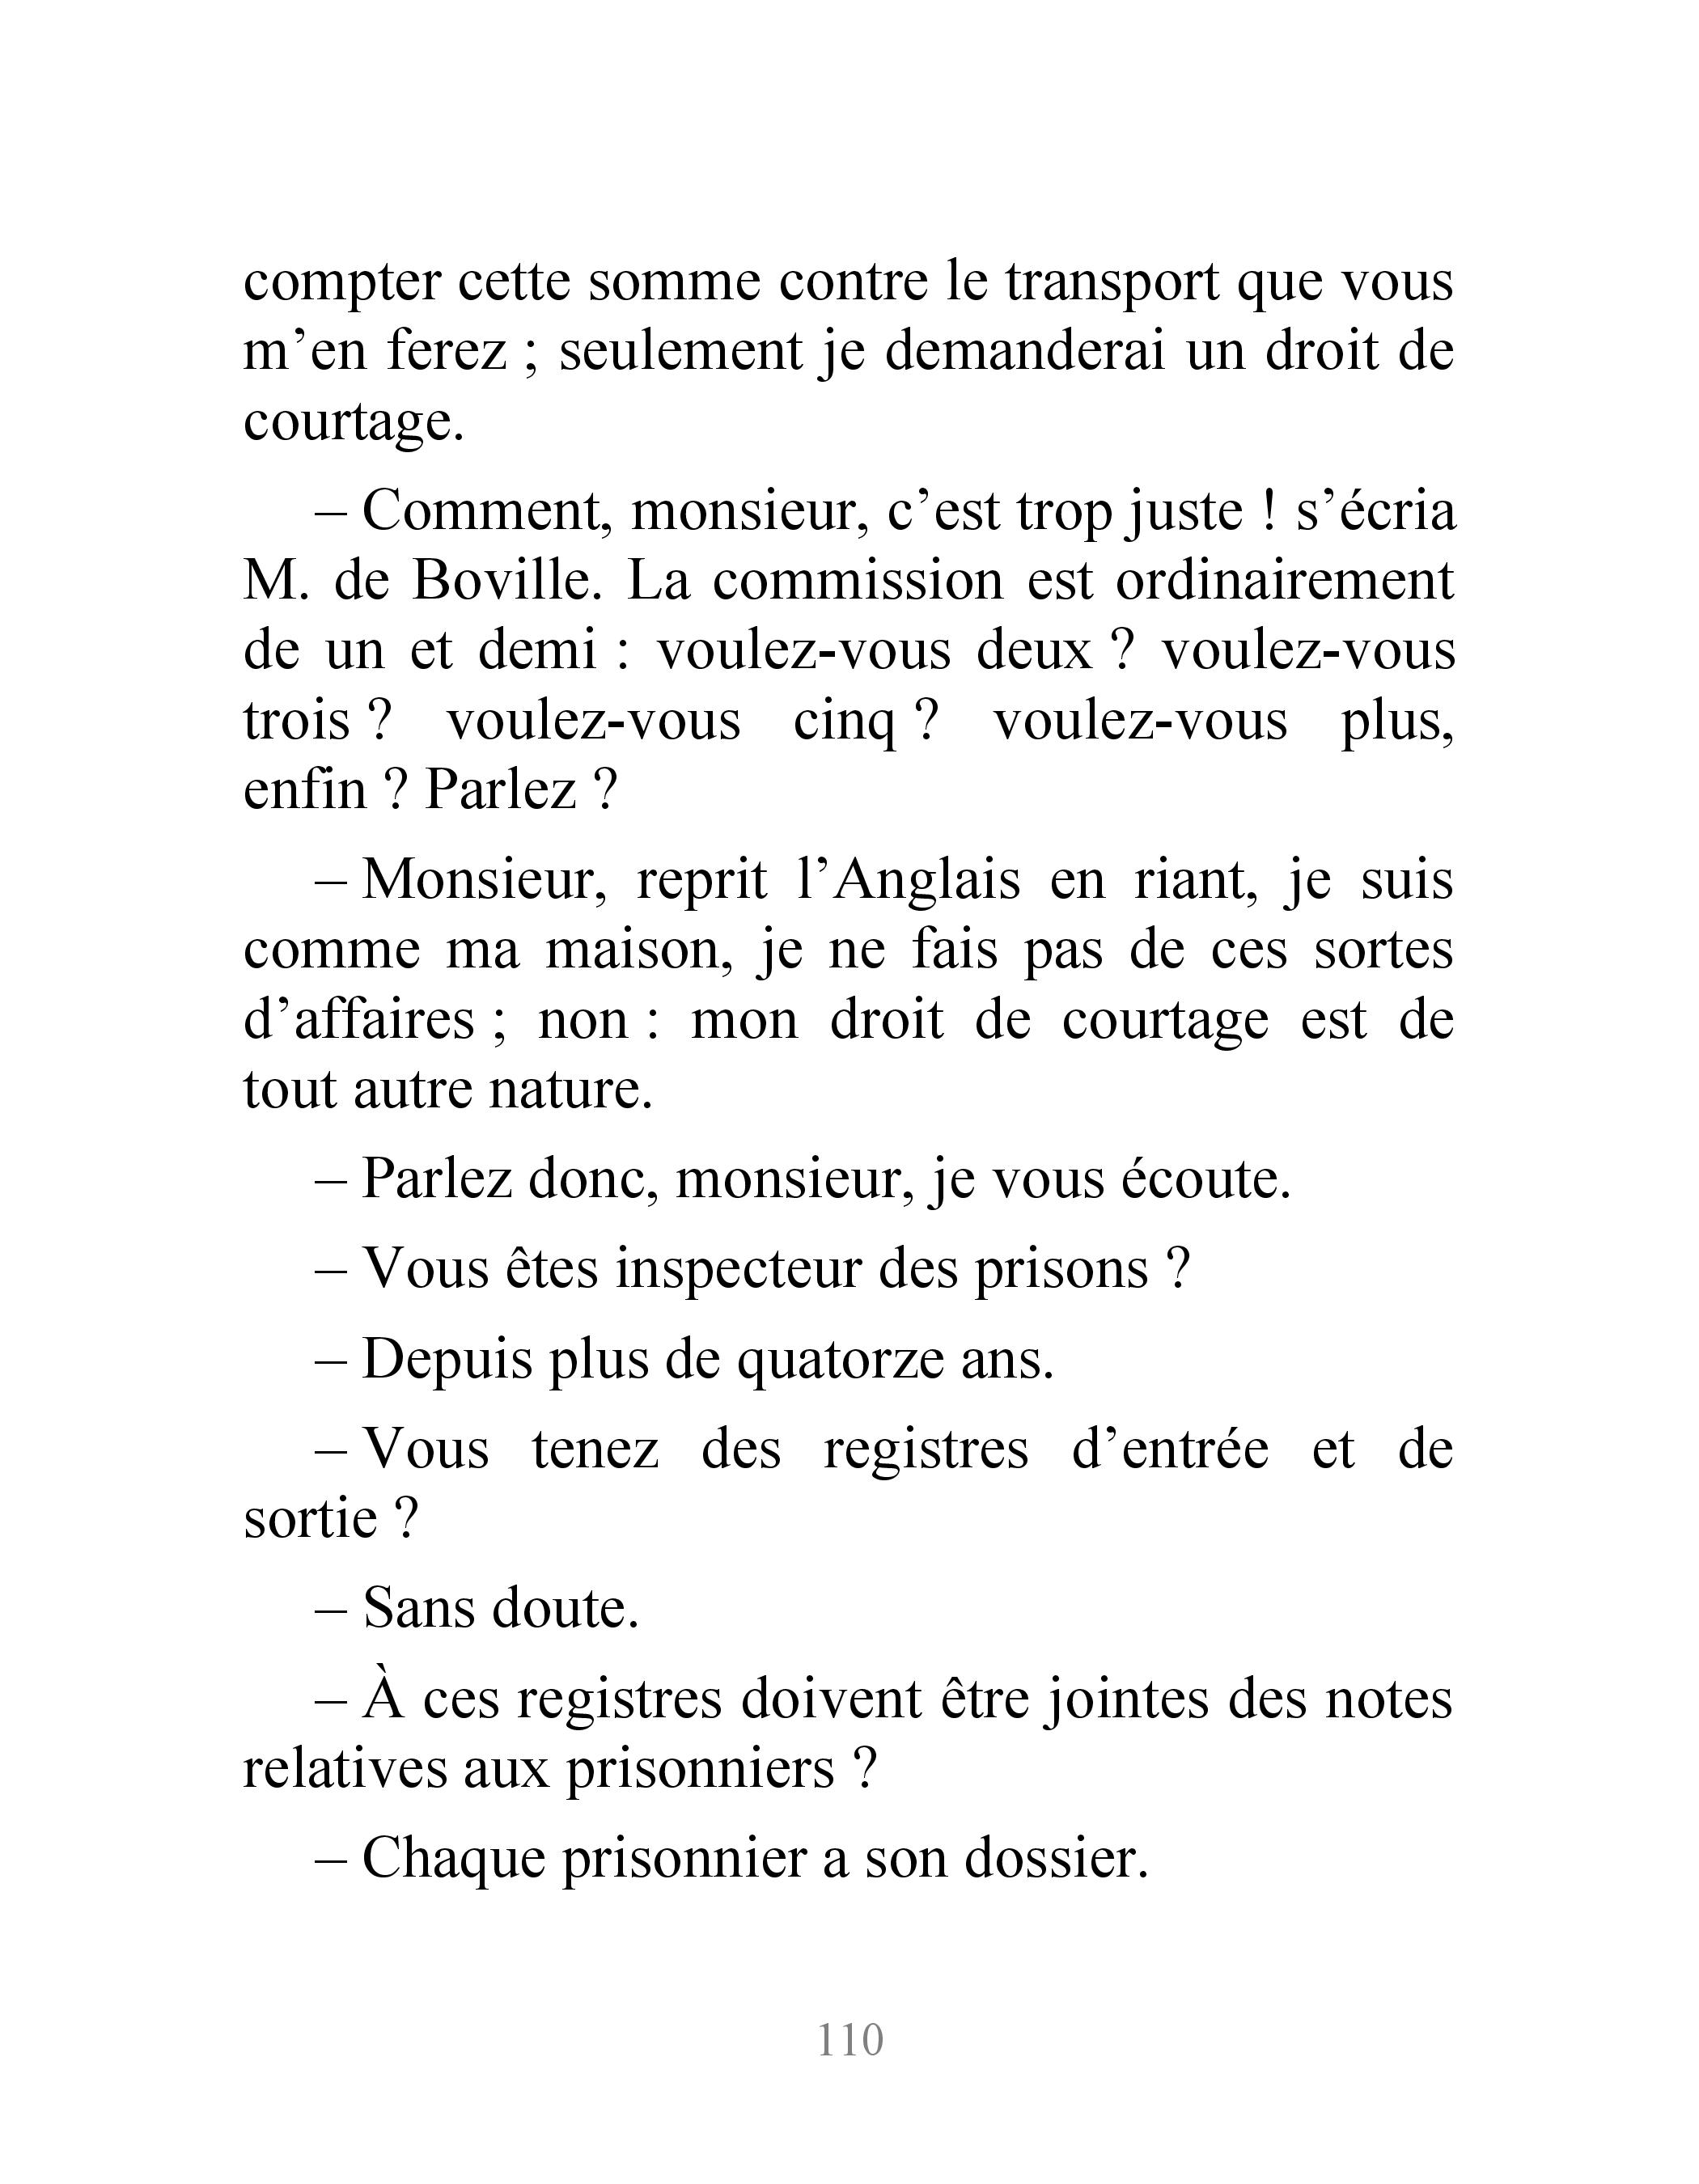 compter cette somme contre le transport que vous
m’en ferez ; seulement je demanderai un droit de
courtage.
– Comment, monsieur, c’est trop juste ! s’écria
M. de Boville. La commission est ordinairement
de un et demi : voulez-vous deux ? voulez-vous
trois ? voulez-vous cinq ? voulez-vous plus,
enfin ? Parlez ?
– Monsieur, reprit l’Anglais en riant, je suis
comme ma maison, je ne fais pas de ces sortes
d’affaires ; non : mon droit de courtage est de
tout autre nature.
– Parlez donc, monsieur, je vous écoute.
– Vous êtes inspecteur des prisons ?
– Depuis plus de quatorze ans.
– Vous tenez des registres d’entrée et de
sortie ?
– Sans doute.
– À ces registres doivent être jointes des notes
relatives aux prisonniers ?
– Chaque prisonnier a son dossier.
110